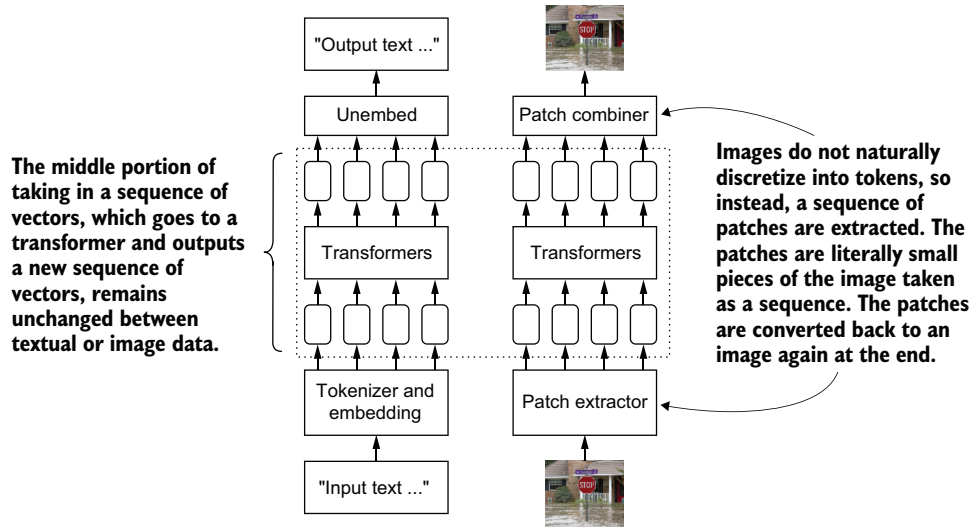 "Output text ..."
Unembed
Patch combiner
The middle portion of
taking in a sequence of
vectors, which goes to a
transformer and outputs
a new sequence of
vectors, remains
unchanged between
textual or image data.
Transformers
Transformers
Images do not naturally
discretize into tokens, so
instead, a sequence of
patches are extracted. The
patches are literally small
pieces of the image taken
as a sequence. The patches
are converted back to an
image again at the end.
Tokenizer and
embedding
Patch extractor
"Input text ..."
STOP
STOP